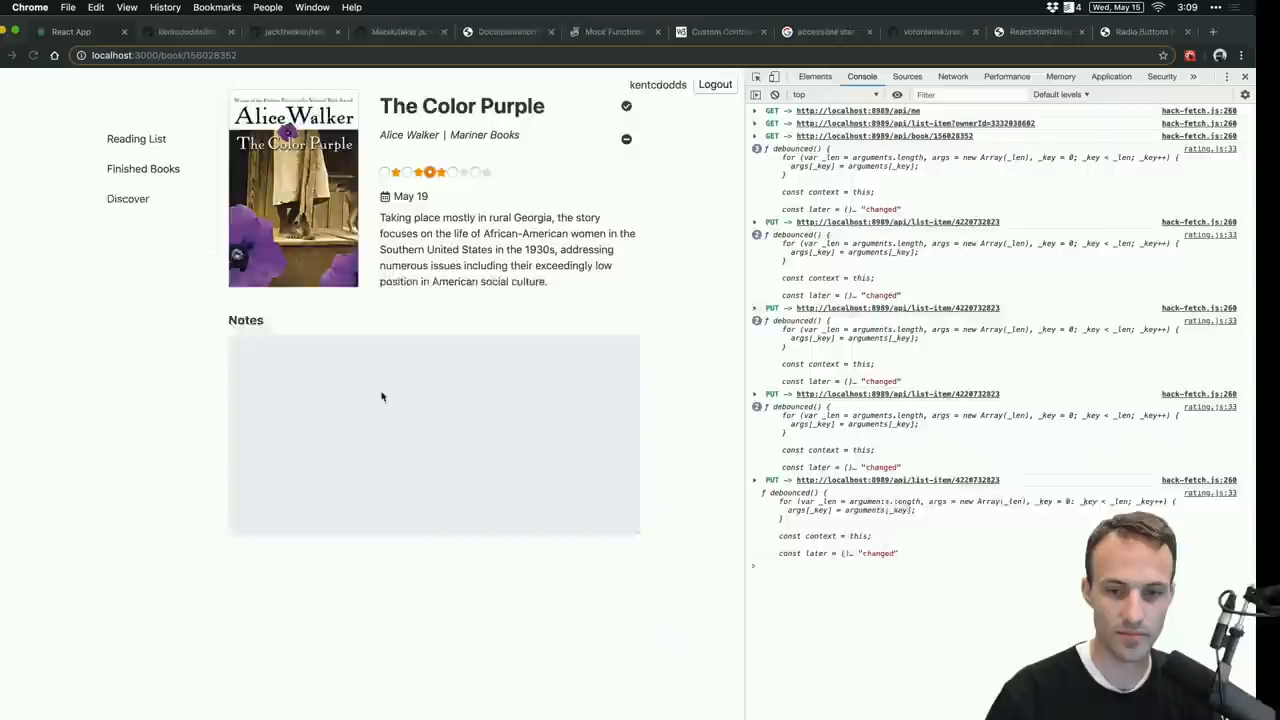 Chrome File Edit View History Bookmarks People Window Help
4 Wed, May 15 3:09
React App
Documentation
Mock Function
Custom Contr
accessible star
ReactStarRatin
Radio Buttons
localhost:3000/book/156028352
Elements Console Sources Network Performance Memory Application Security
top Filter Default levels
kentcdodds Logout
Reading List
Finished Books
Discover
Alice Walker
The Color Purple
The Color Purple
Alice Walker | Mariner Books
May 19
Taking place mostly in rural Georgia, the story
focuses on the life of African-American women in the
Southern United States in the 1930s, addressing
numerous issues including their exceedingly low
position in American social culture.
Notes
GET -> http://localhost:8989/api/me hack-fetch.js:260
GET -> http://localhost:8989/api/list-item?ownerId=3332038602 hack-fetch.js:260
GET -> http://localhost:8989/api/book/156028352 hack-fetch.js:260
3 ƒ debounced() { rating.js:33
for (var _len = arguments.length, args = new Array(_len), _key = 0; _key < _len; _key++) {
args[_key] = arguments[_key];
}
const context = this;
const later = ()… "changed"
PUT -> http://localhost:8989/api/list-item/4220732823 hack-fetch.js:260
2 ƒ debounced() { rating.js:33
for (var _len = arguments.length, args = new Array(_len), _key = 0; _key < _len; _key++) {
args[_key] = arguments[_key];
}
const context = this;
const later = ()… "changed"
PUT -> http://localhost:8989/api/list-item/4220732823 hack-fetch.js:260
2 ƒ debounced() { rating.js:33
for (var _len = arguments.length, args = new Array(_len), _key = 0; _key < _len; _key++) {
args[_key] = arguments[_key];
}
const context = this;
const later = ()… "changed"
PUT -> http://localhost:8989/api/list-item/4220732823 hack-fetch.js:260
2 ƒ debounced() { rating.js:33
for (var _len = arguments.length, args = new Array(_len), _key = 0; _key < _len; _key++) {
args[_key] = arguments[_key];
}
const context = this;
const later = ()… "changed"
PUT -> http://localhost:8989/api/list-item/4220732823 hack-fetch.js:260
ƒ debounced() { rating.js:33
for (var _len = arguments.length, args = new Array(_len), _key = 0; _key < _len; _key++) {
args[_key] = arguments[_key];
}
const context = this;
const later = ()… "changed"